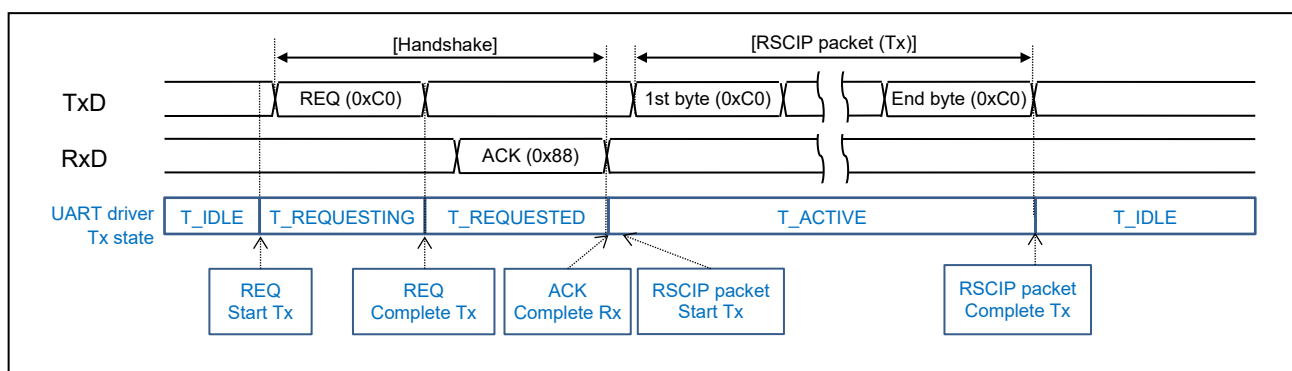 [Handshake]
[RSCIP packet (Tx)]
TxD
REQ (0xC0)
1st byte (0xC0)
End byte (0xC0)
RxD
ACK (0x88)
UART driver
Tx state
T_IDLE
T_REQUESTING
T_REQUESTED
T_ACTIVE
T_IDLE
REQ
Start Tx
REQ
Complete Tx
ACK
Complete Rx
RSCIP packet
Start Tx
RSCIP packet
Complete Tx